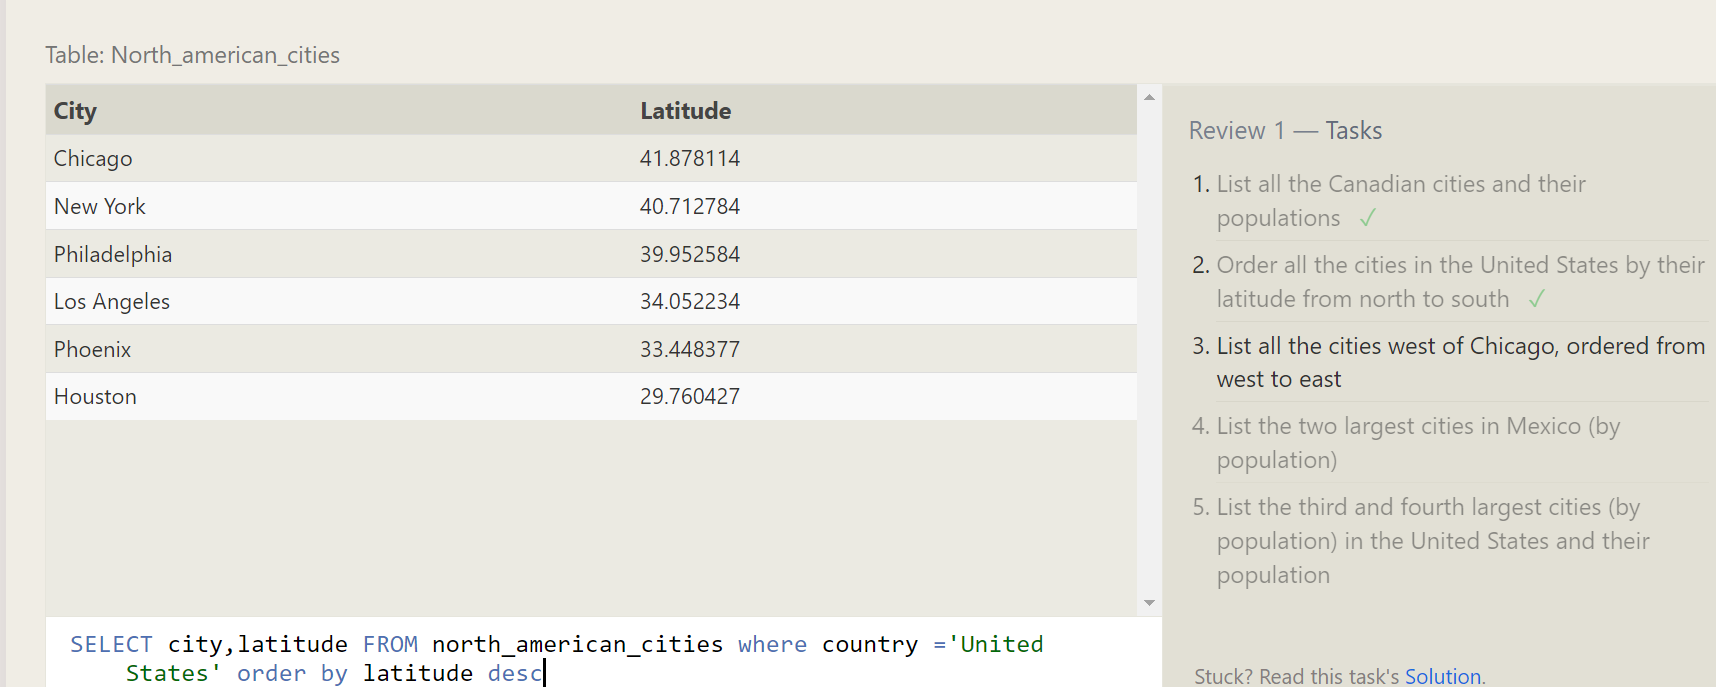 Table: North_american_cities
City Latitude
Chicago 41.878114
New York 40.712784
Philadelphia 39.952584
Los Angeles 34.052234
Phoenix 33.448377
Houston 29.760427
SELECT city,latitude FROM north_american_cities where country ='United
States' order by latitude desc
Review 1 — Tasks
1. List all the Canadian cities and their
populations ✓
2. Order all the cities in the United States by their
latitude from north to south ✓
3. List all the cities west of Chicago, ordered from
west to east
4. List the two largest cities in Mexico (by
population)
5. List the third and fourth largest cities (by
population) in the United States and their
population
Stuck? Read this task's Solution.